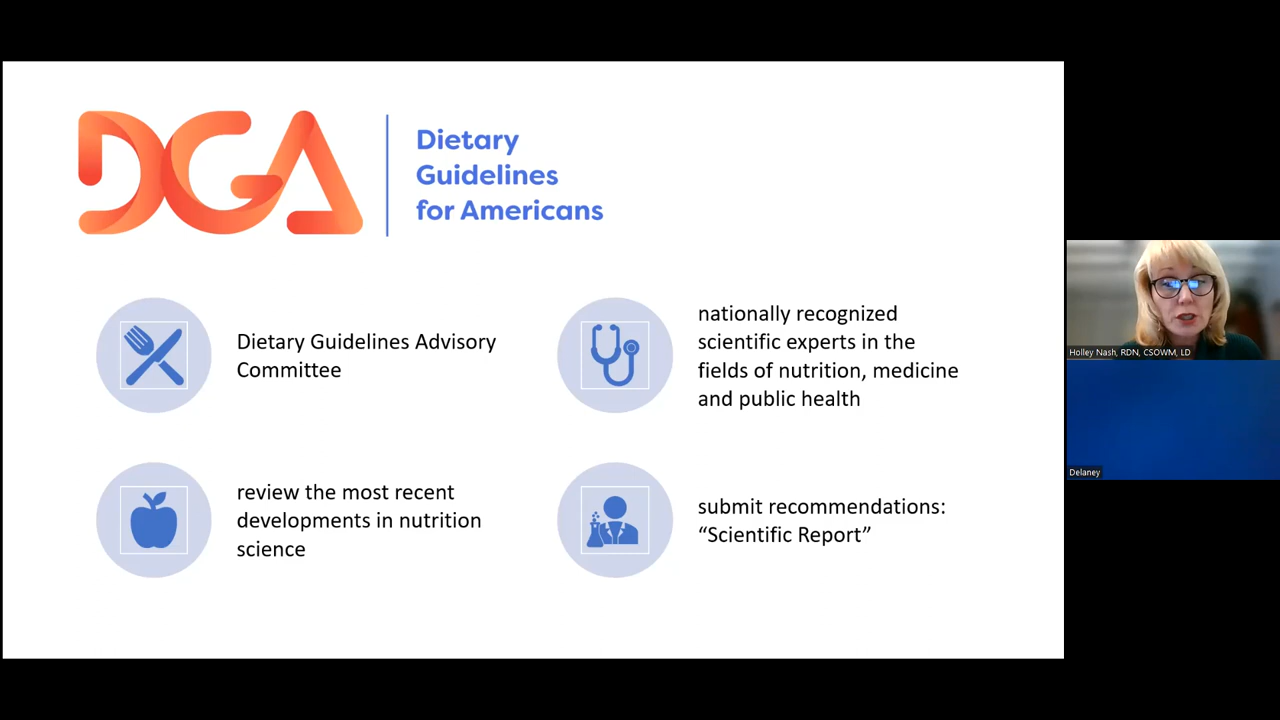 DGA
Dietary
Guidelines
for Americans
Dietary Guidelines Advisory
Committee
nationally recognized
scientific experts in the
fields of nutrition, medicine
and public health
review the most recent
developments in nutrition
science
submit recommendations:
“Scientific Report”
Holley Nash, RDN, CSOWM, LD
Delaney